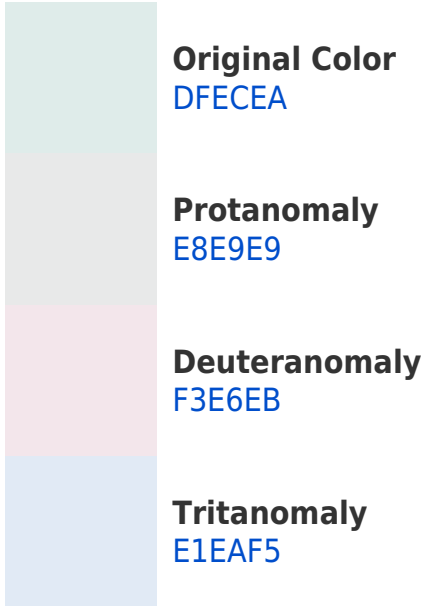 Original Color
DFECEA
Protanomaly
E8E9E9
Deuteranomaly
F3E6EB
Tritanomaly
E1EAF5